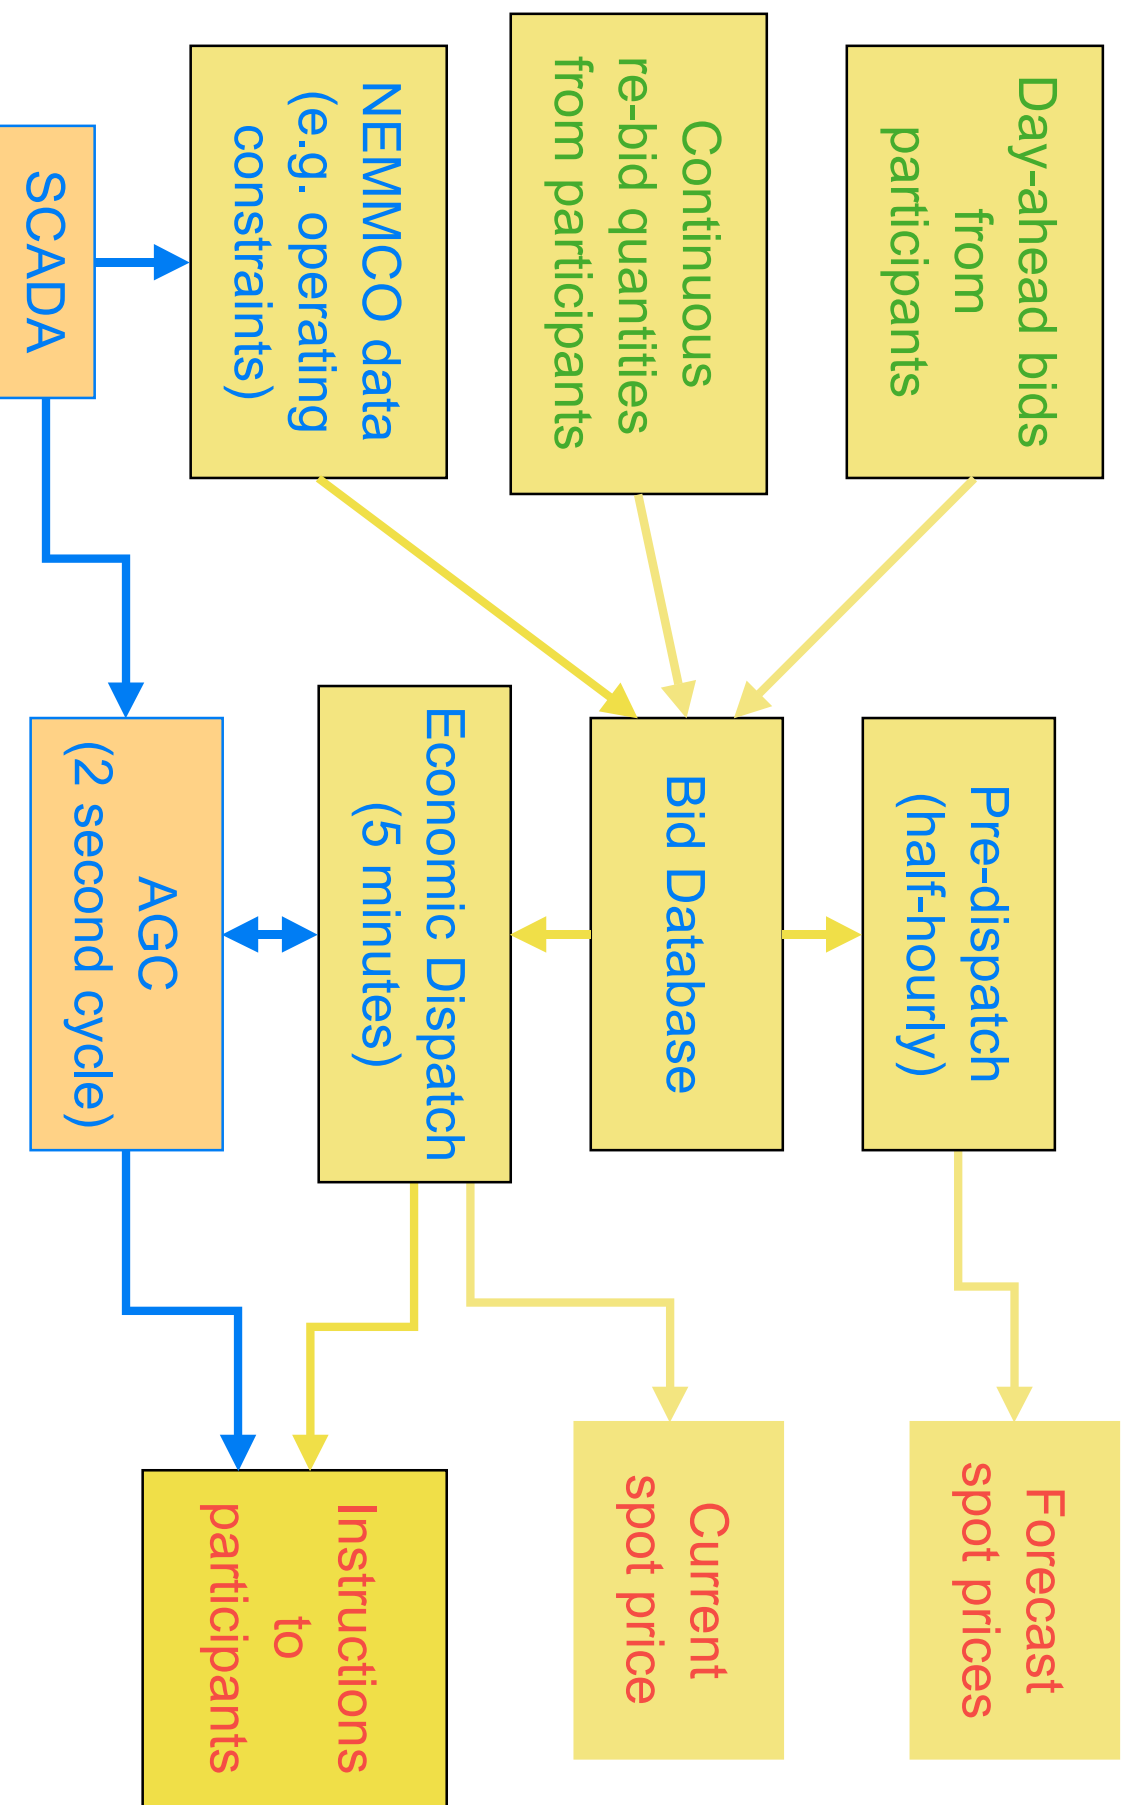 Day-ahead bids
from
participants
Continuous
re-bid quantities
from participants
NEMMCO data
(e.g. operating
constraints)
SCADA
Pre-dispatch
(half-hourly)
Bid Database
Economic Dispatch
(5 minutes)
AGC
(2 second cycle)
Forecast
spot prices
Current
spot price
Instructions
to
participants